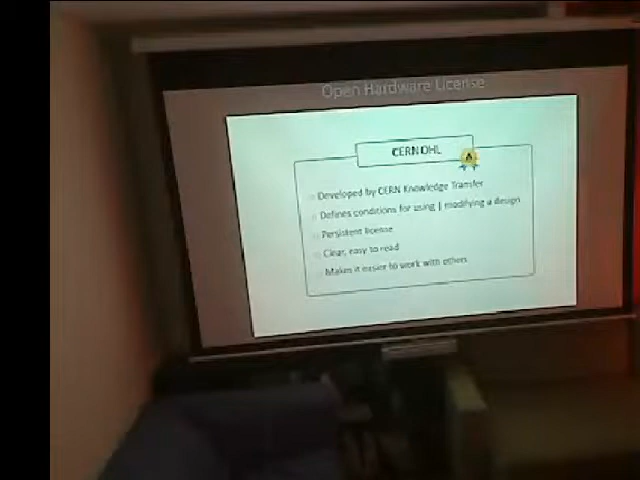 Open Hardware License
CERN OHL
Developed by CERN Knowledge Transfer
Defines conditions for using | modifying a design
Persistent license
Clear, easy to read
Makes it easier to work with others